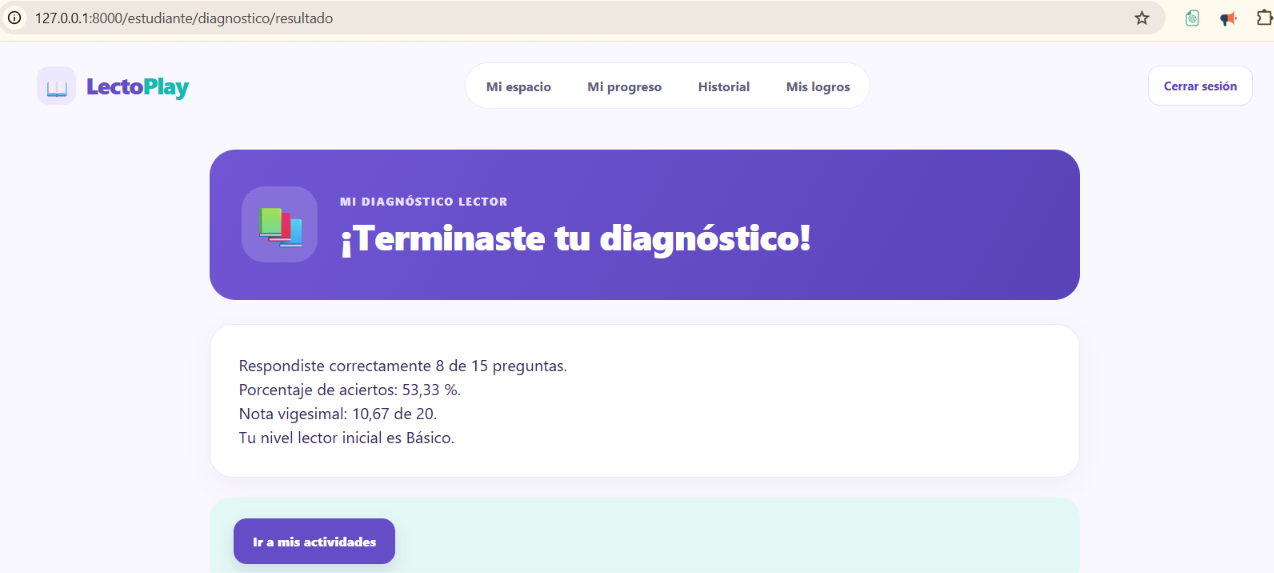 127.0.0.1:8000/estudiante/diagnostico/resultado
LectoPlay
Mi espacio
Mi progreso
Historial
Mis logros
Cerrar sesión
MI DIAGNÓSTICO LECTOR
¡Terminaste tu diagnóstico!
Respondiste correctamente 8 de 15 preguntas.
Porcentaje de aciertos: 53,33 %.
Nota vigesimal: 10,67 de 20.
Tu nivel lector inicial es Básico.
Ir a mis actividades